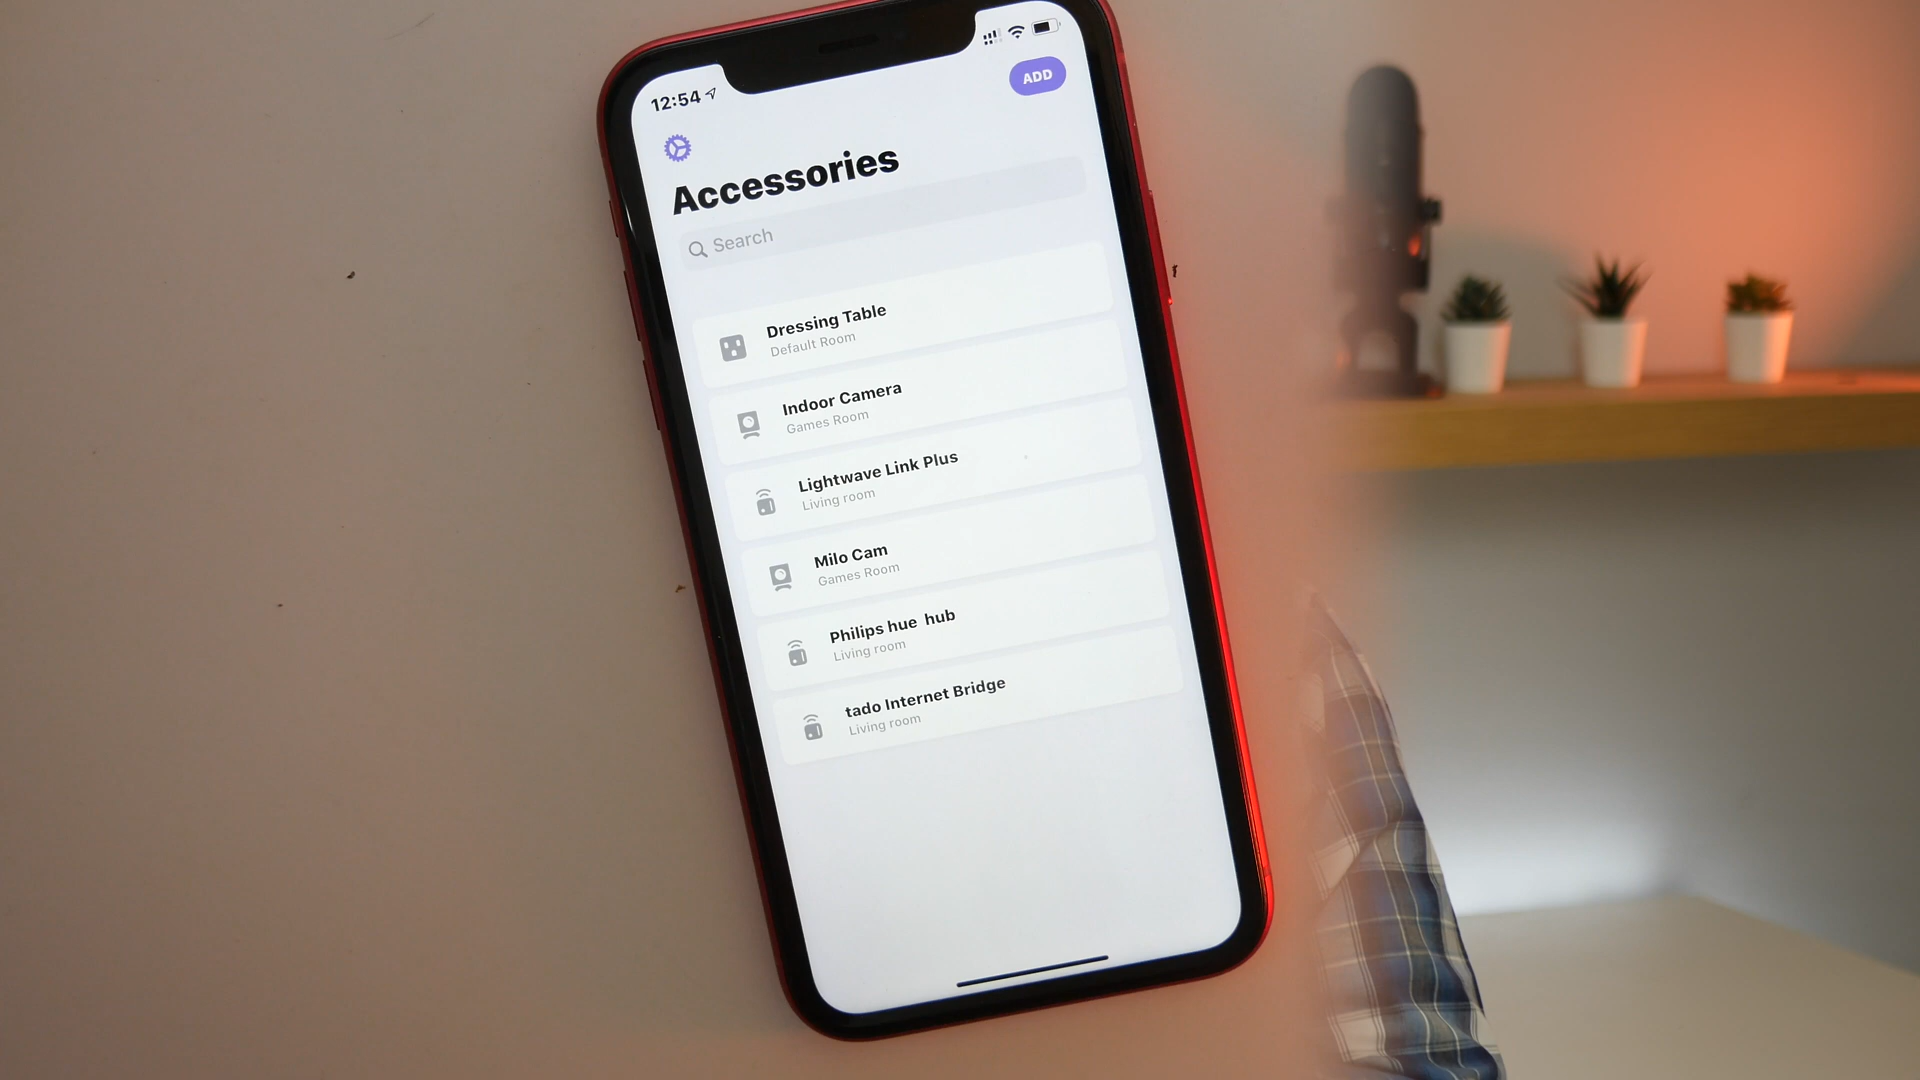 12:54
ADD
Accessories
Search
Dressing Table
Default Room
Indoor Camera
Games Room
Lightwave Link Plus
Living room
Milo Cam
Games Room
Philips hue hub
Living room
tado Internet Bridge
Living room